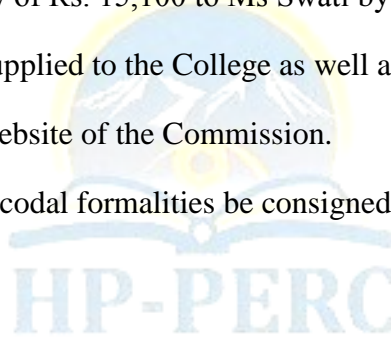 y of Rs. 15,100 to Ms Swati by
upplied to the College as well a
ebsite of the Commission.
codal formalities be consigned
HP-PERC